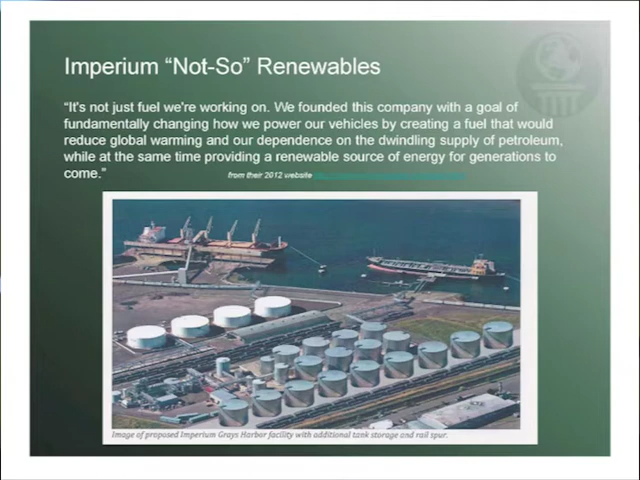 Imperium “Not-So” Renewables
“It's not just fuel we're working on. We founded this company with a goal of
fundamentally changing how we power our vehicles by creating a fuel that would
reduce global warming and our dependence on the dwindling supply of petroleum,
while at the same time providing a renewable source of energy for generations to
come.” from their 2012 website
Image of proposed Imperium Grays Harbor facility with additional tank storage and rail spur.